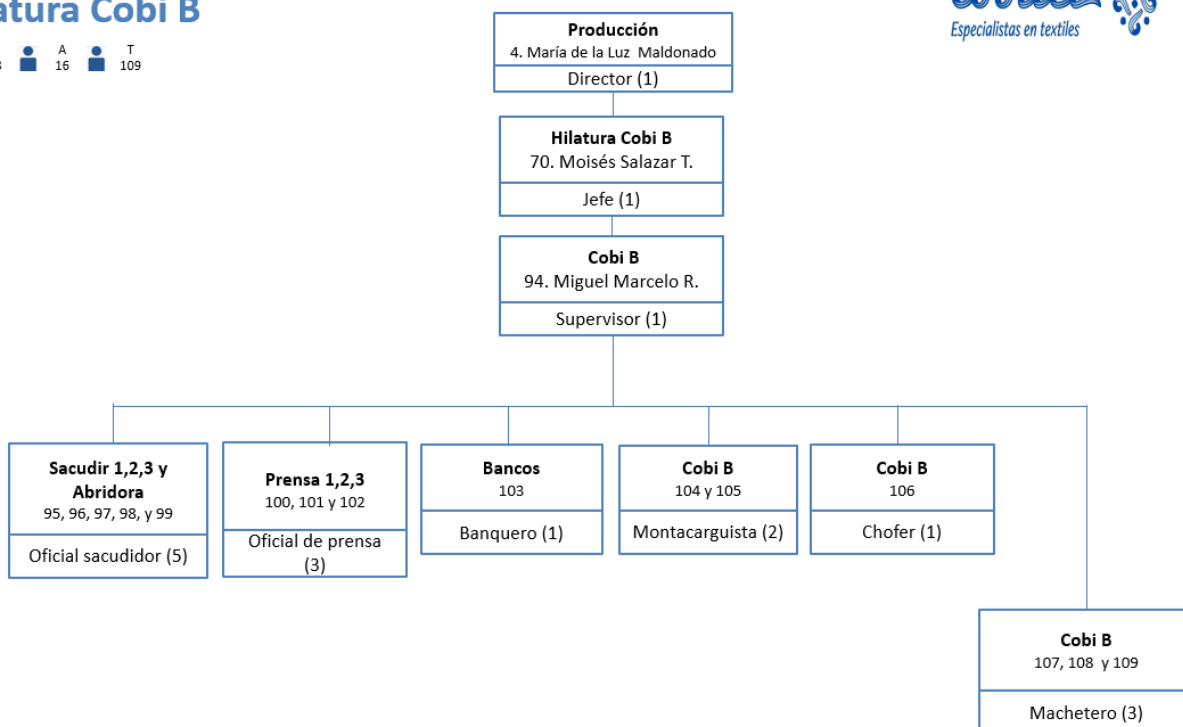 atura Cobi B
A T
16 109
Especialistas en textiles
Producción
4. María de la Luz Maldonado
Director (1)
Hilatura Cobi B
70. Moisés Salazar T.
Jefe (1)
Cobi B
94. Miguel Marcelo R.
Supervisor (1)
Sacudir 1,2,3 y
Abridora
95, 96, 97, 98, y 99
Oficial sacudidor (5)
Prensa 1,2,3
100, 101 y 102
Oficial de prensa
(3)
Bancos
103
Banquero (1)
Cobi B
104 y 105
Montacarguista (2)
Cobi B
106
Chofer (1)
Cobi B
107, 108 y 109
Machetero (3)